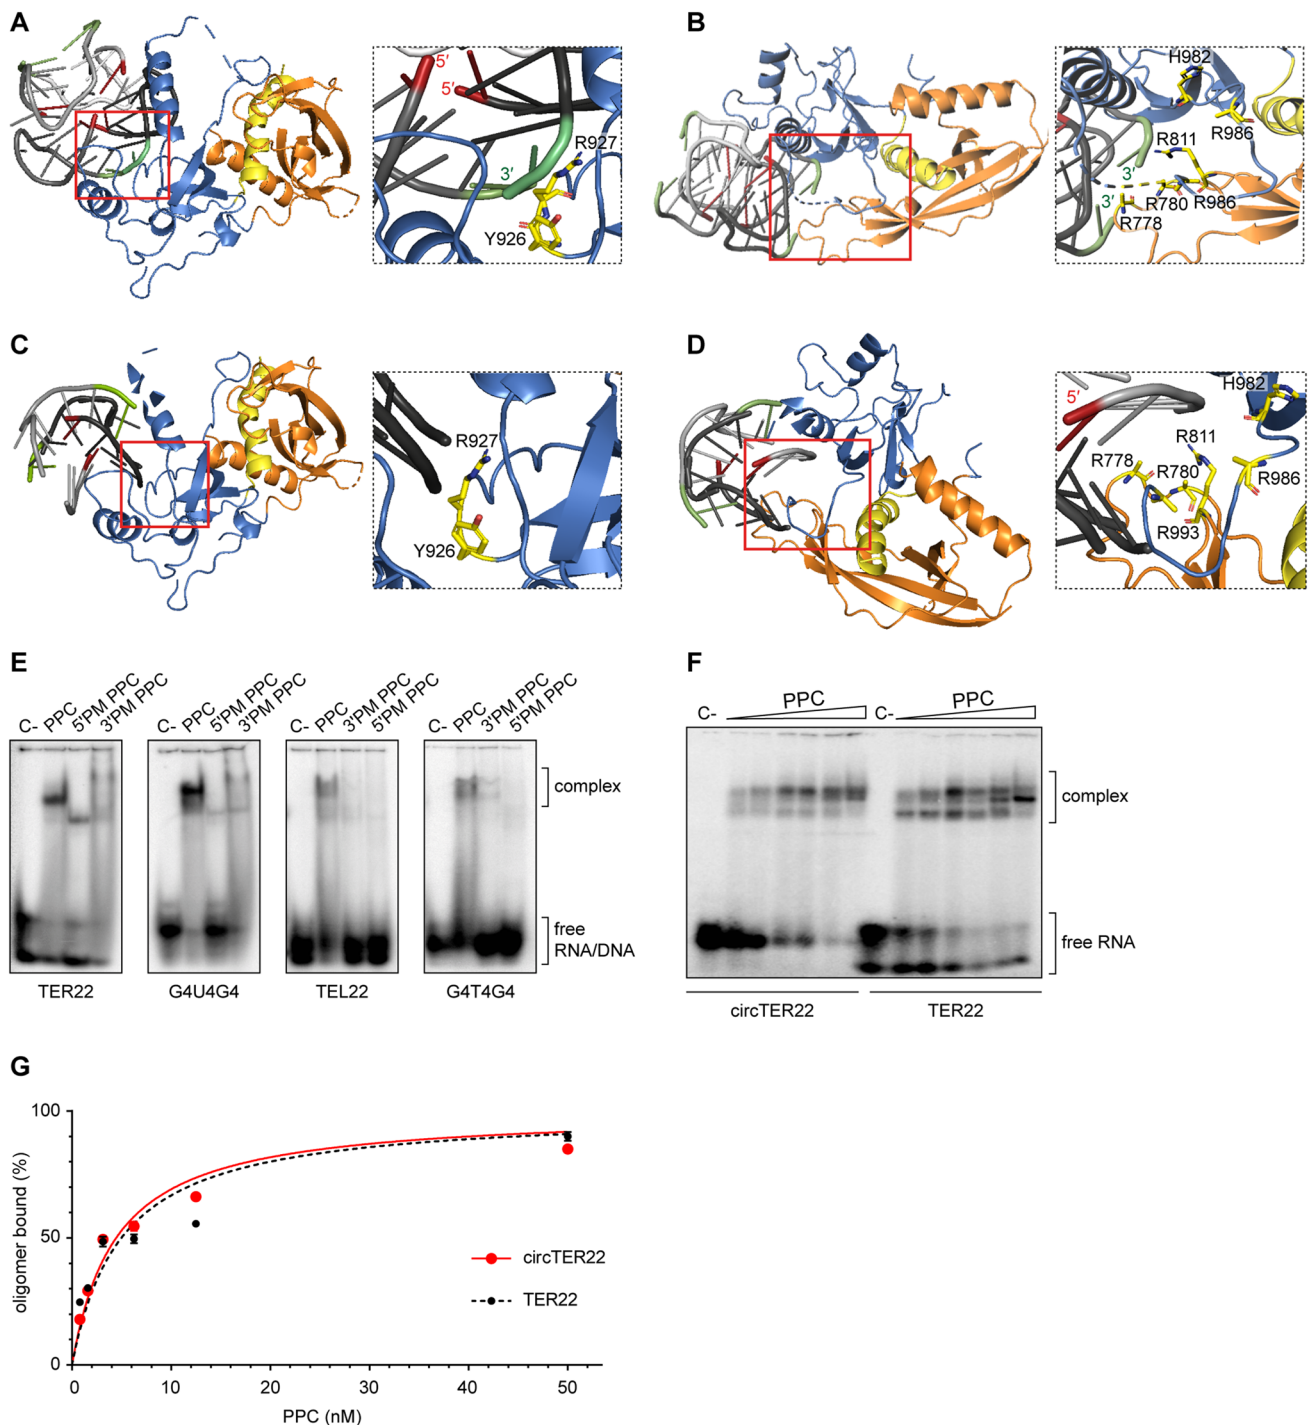 A
5′
5′
R927
3′
Y926
B
H982
R986
R811
3′
3′
R780
R986
R778
C
R927
Y926
D
H982
5′
R811
R778
R780
R986
R993
E
C- PPC 5′PM PPC 3′PM PPC
C- PPC 5′PM PPC 3′PM PPC
C- PPC 3′PM PPC 5′PM PPC
C- PPC 3′PM PPC 5′PM PPC
complex
free
RNA/DNA
TER22
G4U4G4
TEL22
G4T4G4
F
C- PPC
C- PPC
complex
free RNA
circTER22
TER22
G
100
50
0
oligomer bound (%)
circTER22
TER22
0 10 20 30 40 50
PPC (nM)